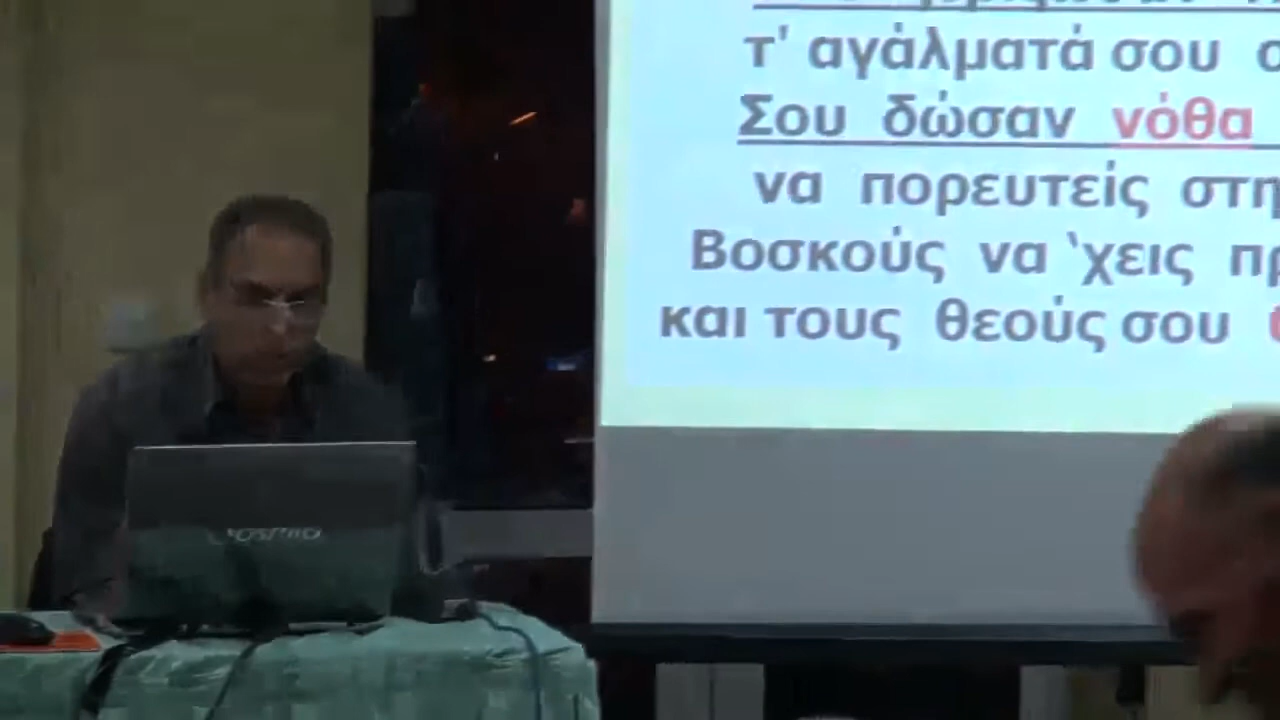 τ' αγάλματά σου
Σου δώσαν νόθα
να πορευτείς στη
Βοσκούς να 'χεις
και τους θεούς σου